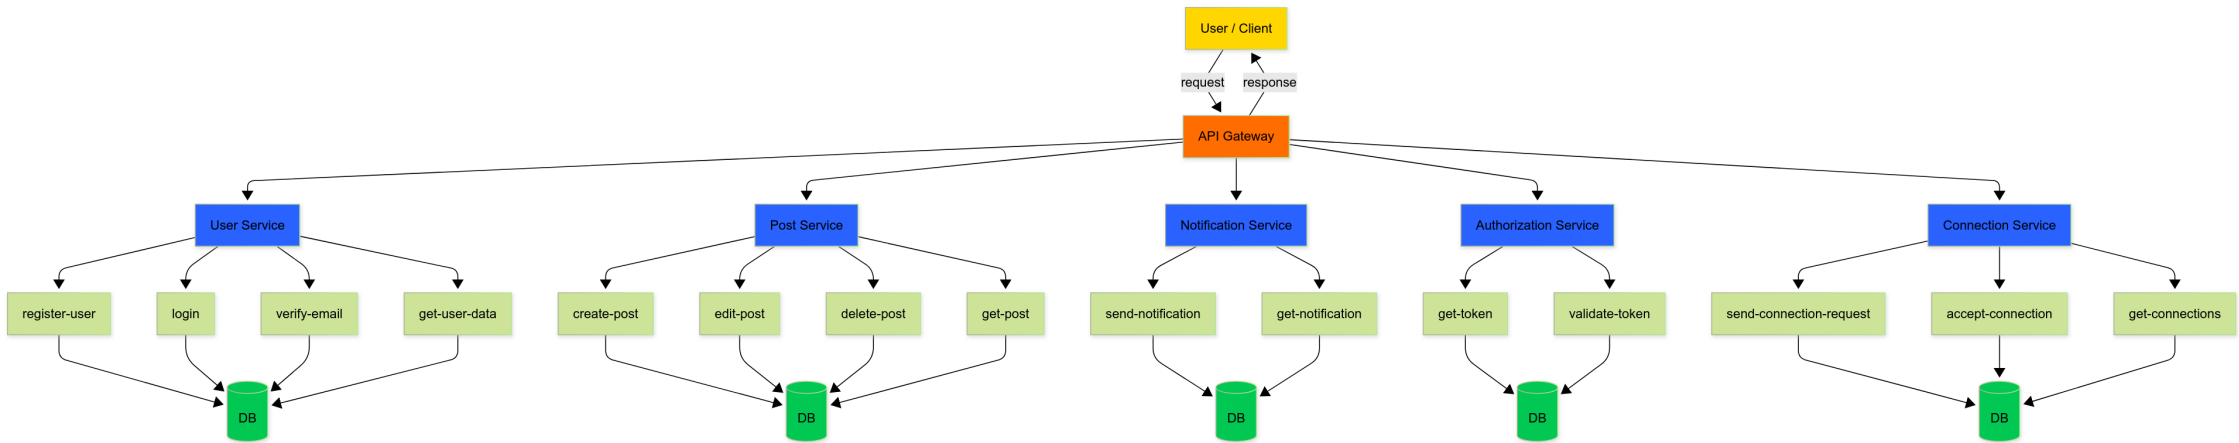 User / Client
request
response
API Gateway
User Service
Post Service
Notification Service
Authorization Service
Connection Service
register-user
login
verify-email
get-user-data
create-post
edit-post
delete-post
get-post
send-notification
get-notification
get-token
validate-token
send-connection-request
accept-connection
get-connections
DB
DB
DB
DB
DB